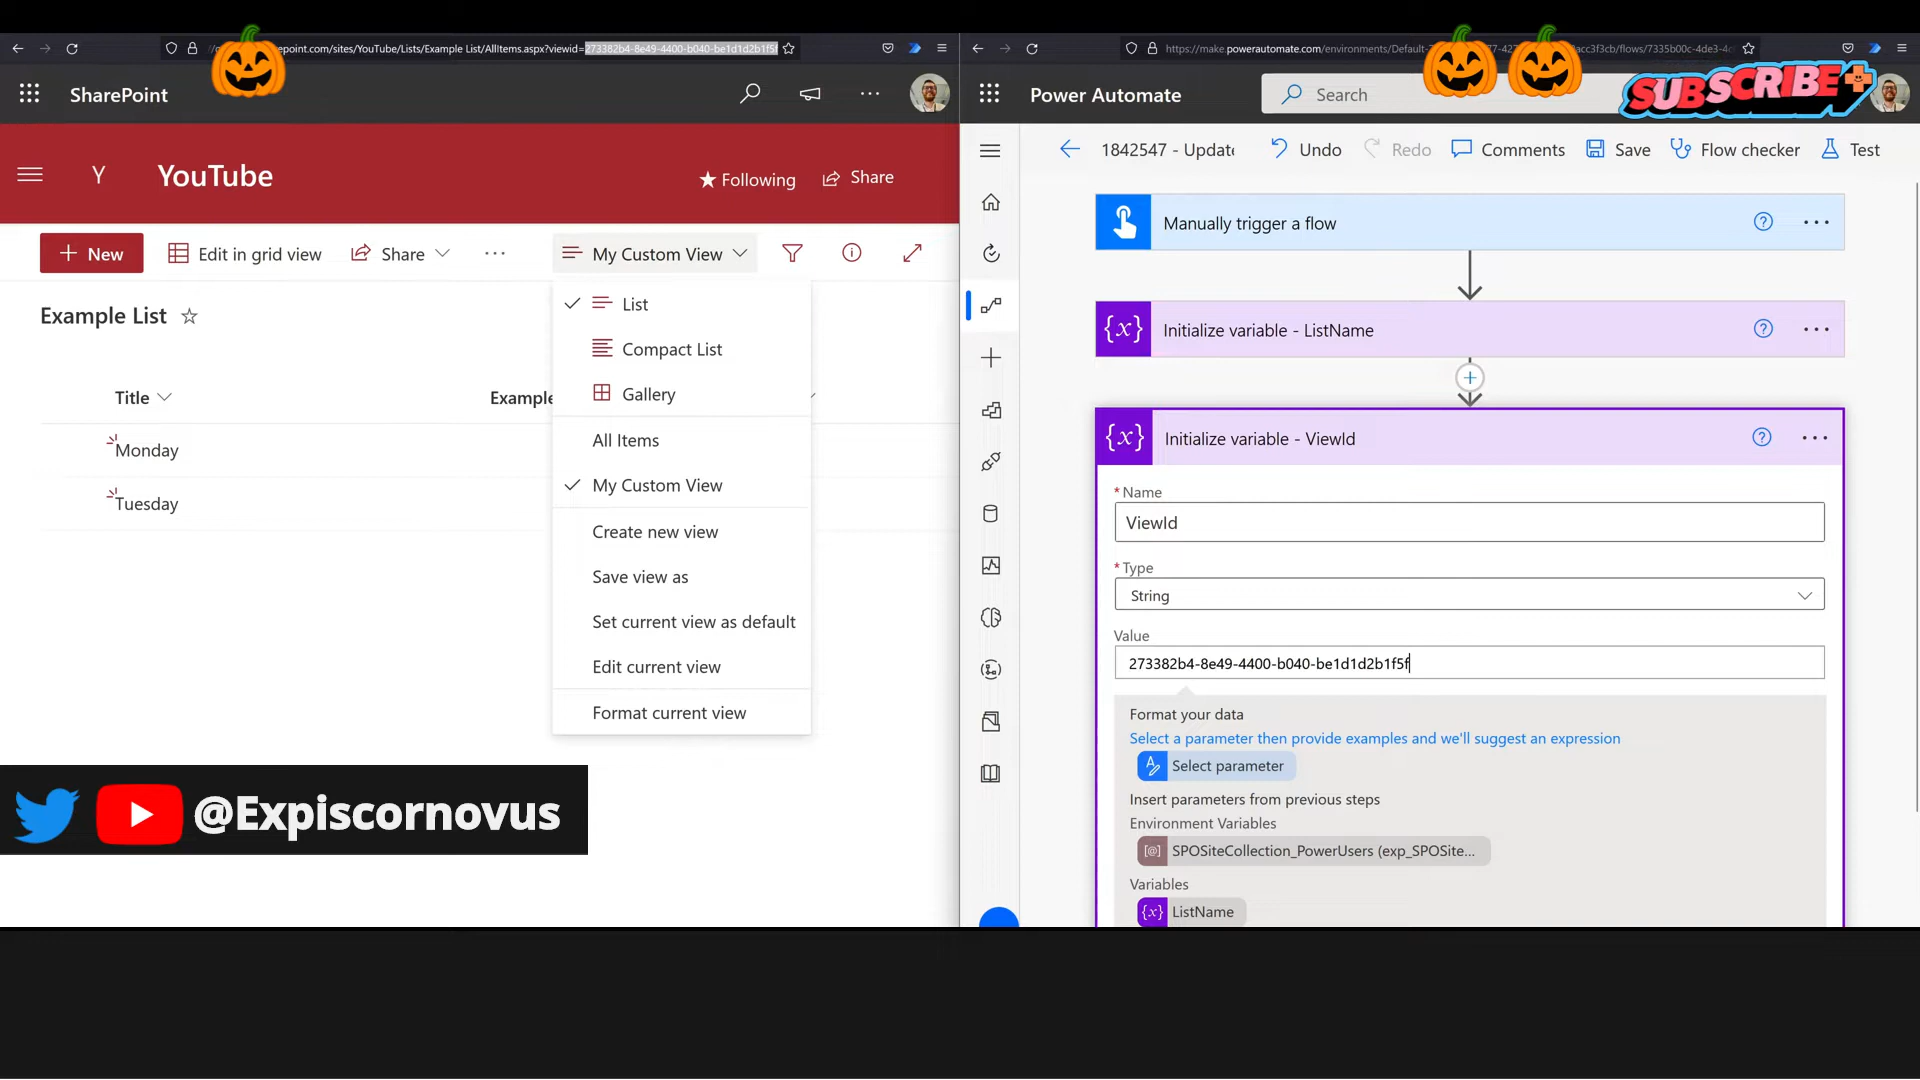 epoint.com/sites/YouTube/Lists/Example List/AllItems.aspx?viewid=273382b4-8e49-4400-b040-be1d1d2b1f5f
SharePoint
Y
YouTube
Following
Share
New
Edit in grid view
Share
My Custom View
Example List
Title
Example
Monday
Tuesday
List
Compact List
Gallery
All Items
My Custom View
Create new view
Save view as
Set current view as default
Edit current view
Format current view
@Expiscornovus
https://make.powerautomate.com/environments/Default-
acc3f3cb/flows/7335b00c-4de3-4
Power Automate
Search
SUBSCRIBE
1842547 - Update
Undo
Redo
Comments
Save
Flow checker
Test
Manually trigger a flow
{x} Initialize variable - ListName
{x} Initialize variable - ViewId
* Name
ViewId
* Type
String
Value
273382b4-8e49-4400-b040-be1d1d2b1f5f
Format your data
Select a parameter then provide examples and we'll suggest an expression
Select parameter
Insert parameters from previous steps
Environment Variables
[@] SPOSiteCollection_PowerUsers (exp_SPOSite...
Variables
{x} ListName